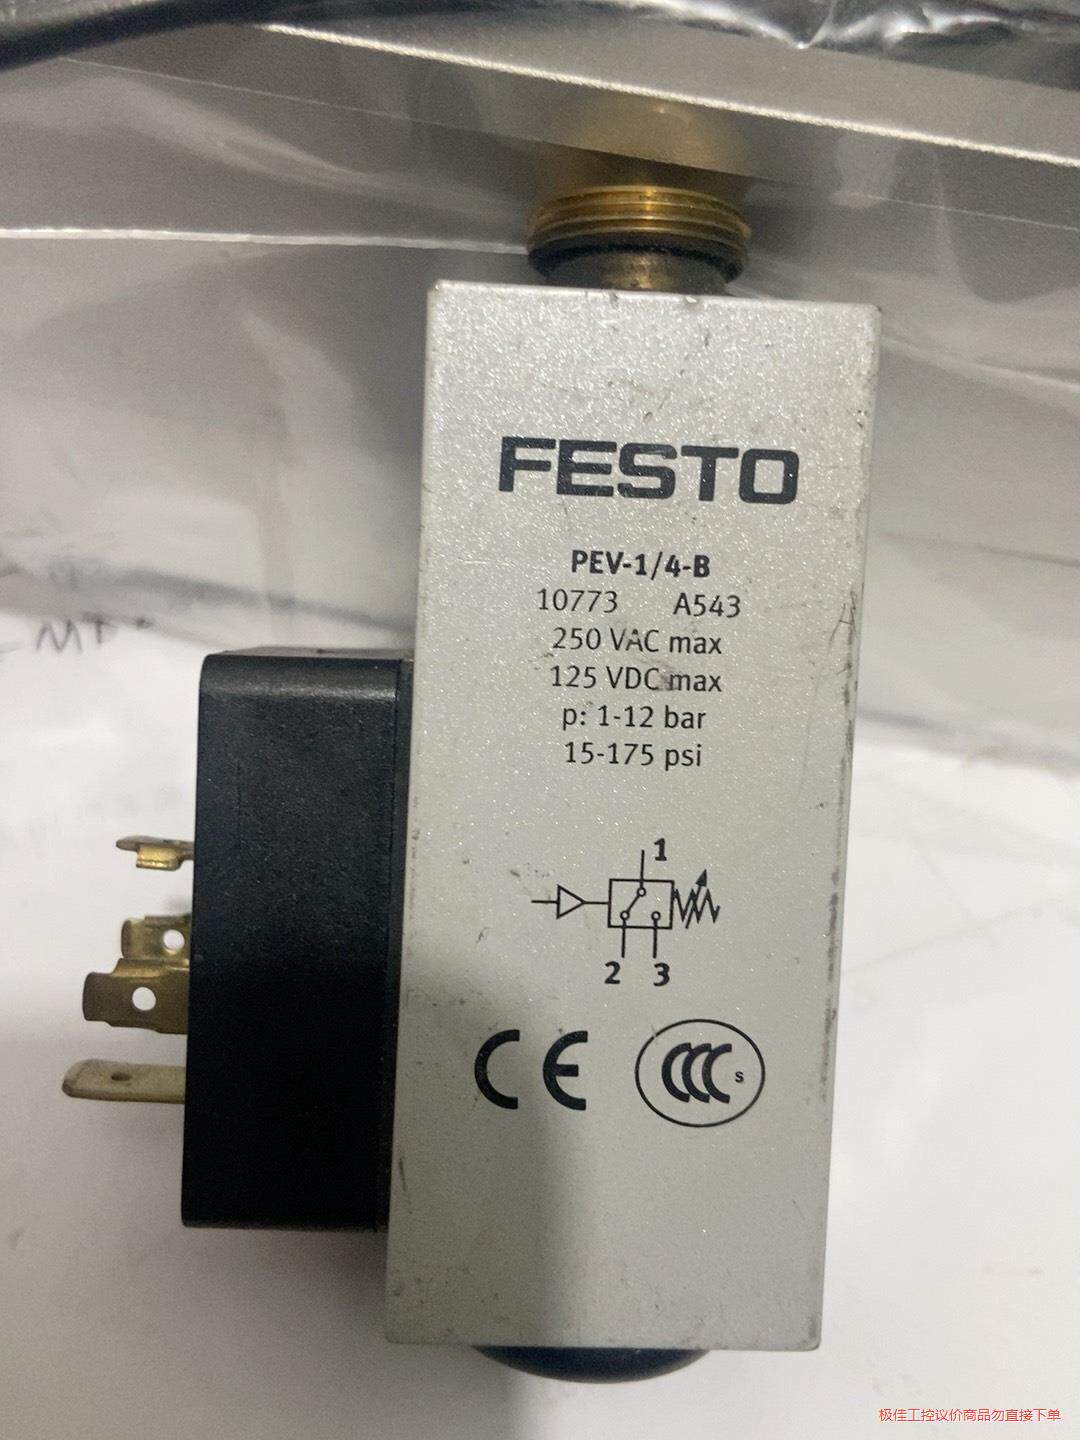 FESTO
PEV-1/4-B
10773 A543
250 VAC max
125 VDC max
p: 1-12 bar
15-175 psi
1
2 3
CE
CCC S
极佳工控议价商品勿直接下单